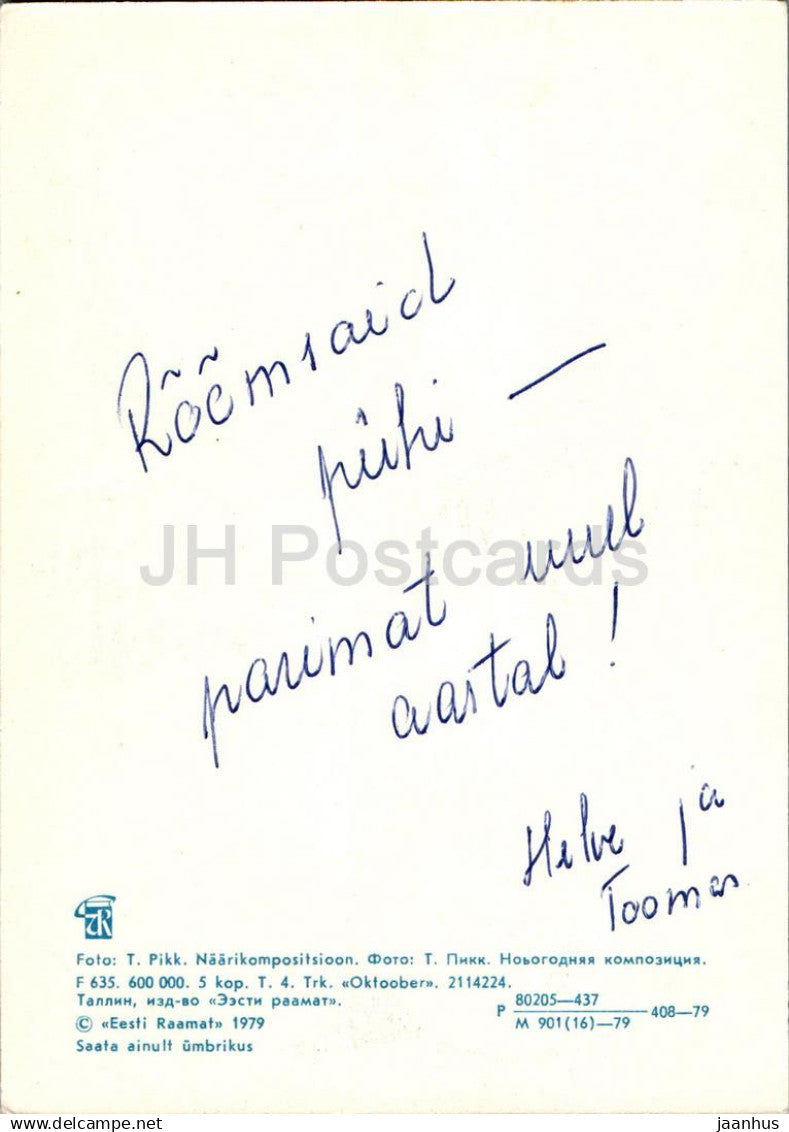 Rõõmsaid
pühi —
JH Postcards
parimat uuel
aastal!
Helve ja
Toomas
Foto: T. Pikk. Näärikompositsioon. Фото: Т. Пикк. Новогодняя композиция.
F 635. 600 000. 5 kop. T. 4. Trk. «Oktoober». 2114224.
Таллин, изд-во «Ээсти раамат».
© «Eesti Raamat» 1979
Saata ainult ümbrikus
P 80205—437 408—79
M 901(16)—79
jaanhus